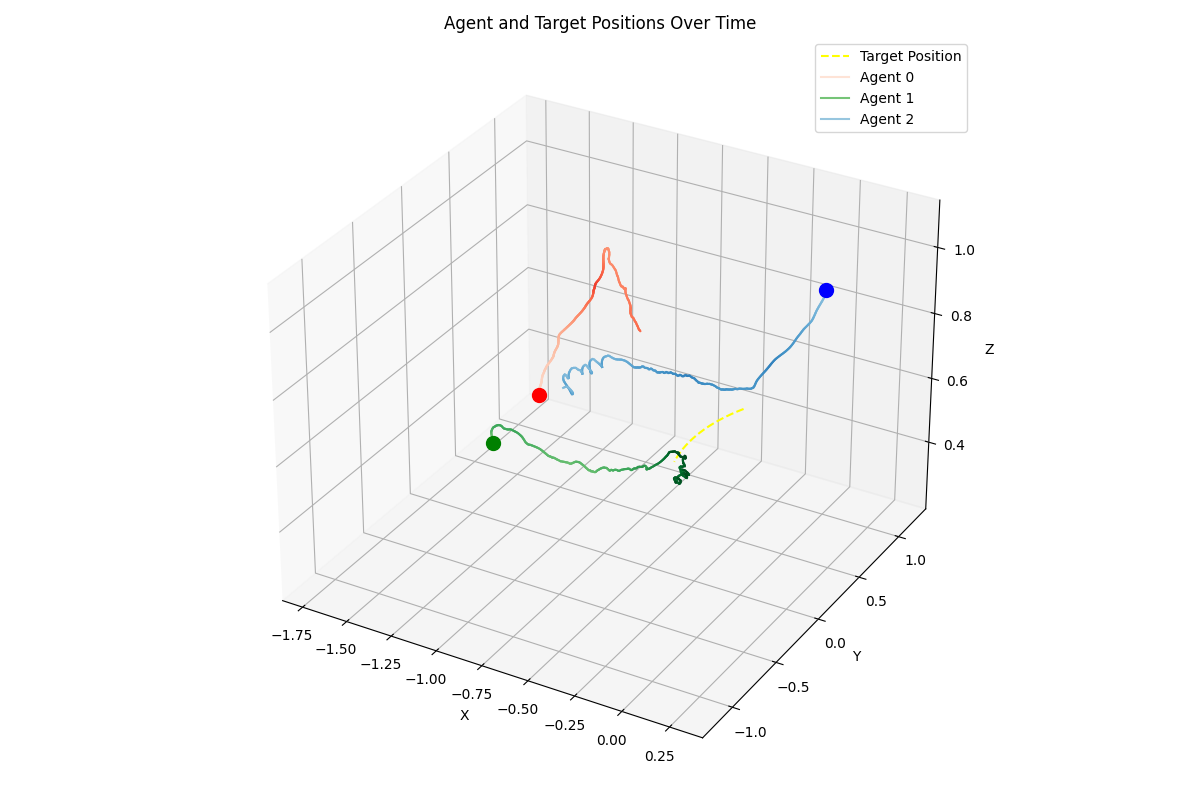 Agent and Target Positions Over Time
Target Position
Agent 0
Agent 1
Agent 2
1.0
0.8
0.6
0.4
Z
1.0
0.5
0.0
−0.5
−1.0
Y
−1.75
−1.50
−1.25
−1.00
−0.75
−0.50
−0.25
0.00
0.25
X